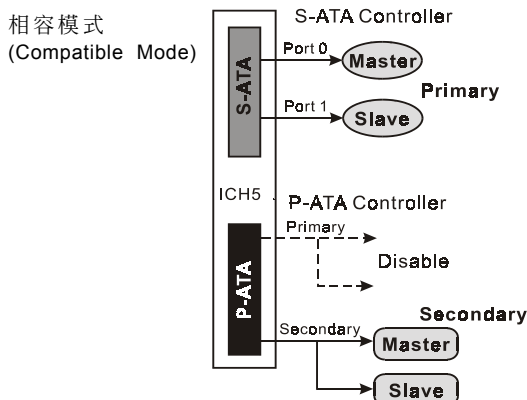 相容模式
(Compatible Mode)
S-ATA Controller
S-ATA
Port 0
Master
Primary
Port 1
Slave
ICH5
P-ATA Controller
P-ATA
Primary
Disable
Secondary
Secondary
Master
Slave